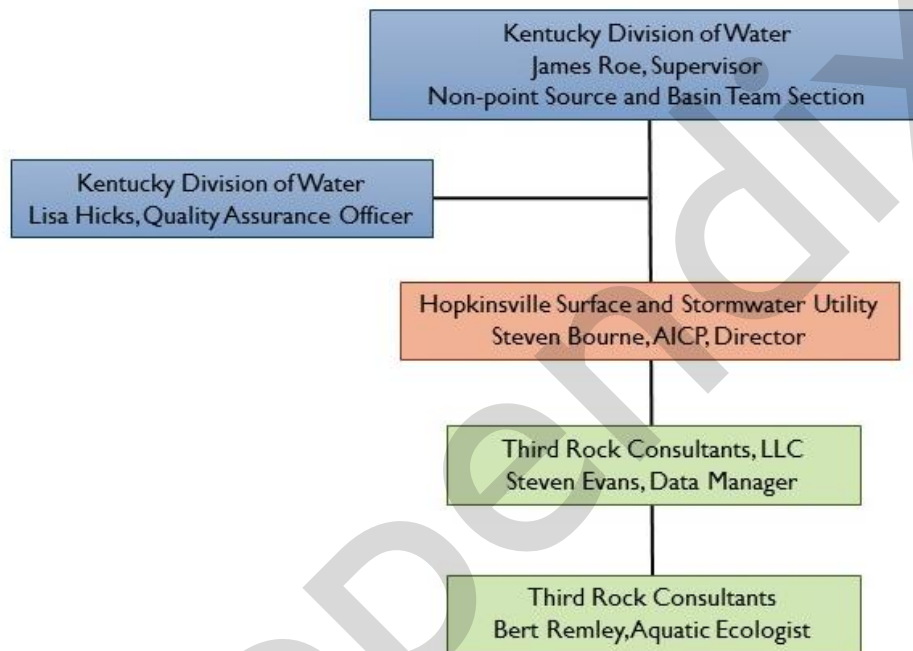 Kentucky Division of Water
James Roe, Supervisor
Non-point Source and Basin Team Section
Kentucky Division of Water
Lisa Hicks, Quality Assurance Officer
Hopkinsville Surface and Stormwater Utility
Steven Bourne, AICP, Director
Third Rock Consultants, LLC
Steven Evans, Data Manager
Third Rock Consultants
Bert Remley, Aquatic Ecologist